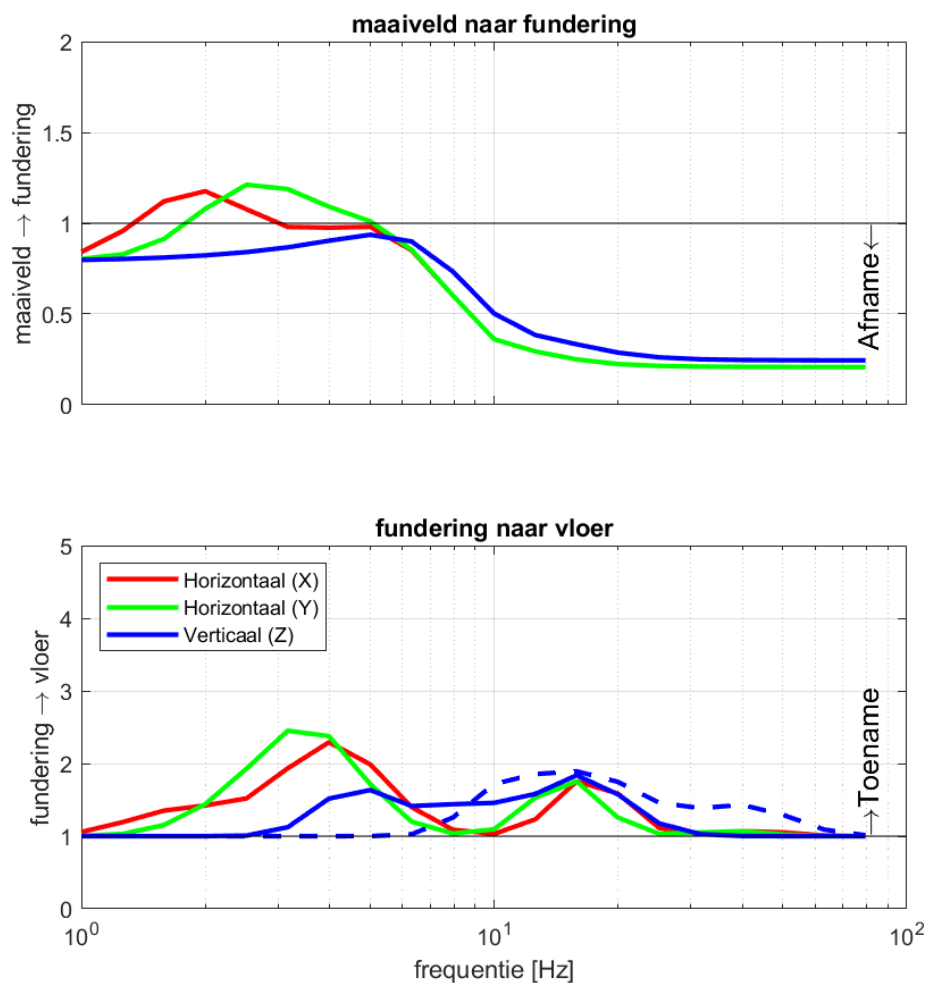 maaiveld naar fundering
maaiveld → fundering
2
1.5
1
0.5
0
Afname←
fundering naar vloer
fundering → vloer
5
4
3
2
1
0
Horizontaal (X)
Horizontaal (Y)
Verticaal (Z)
→Toename
10^0
10^1
10^2
frequentie [Hz]